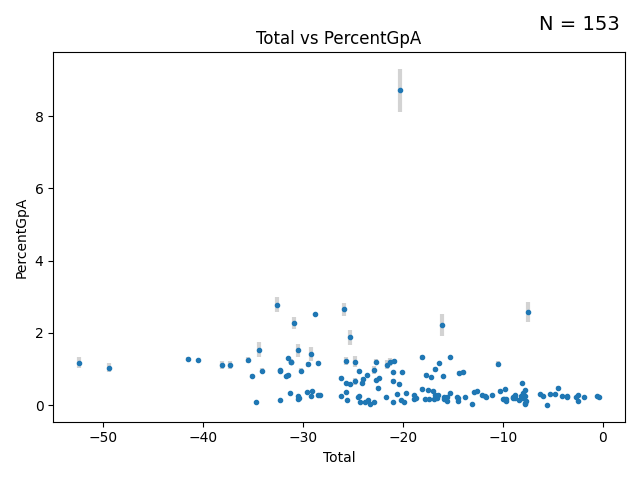 N = 153
Total vs PercentGpA
PercentGpA
8
6
4
2
0
−50 −40 −30 −20 −10 0
Total